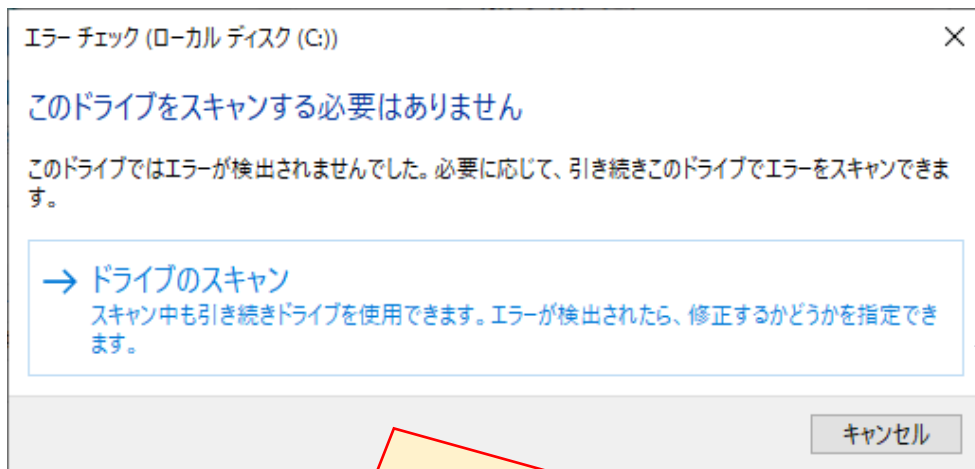 エラー チェック (ローカル ディスク (C:))
このドライブをスキャンする必要はありません
このドライブではエラーが検出されませんでした。必要に応じて、引き続きこのドライブでエラーをスキャンできま
す。
ドライブのスキャン
スキャン中も引き続きドライブを使用できます。エラーが検出されたら、修正するかどうかを指定でき
ます。
キャンセル